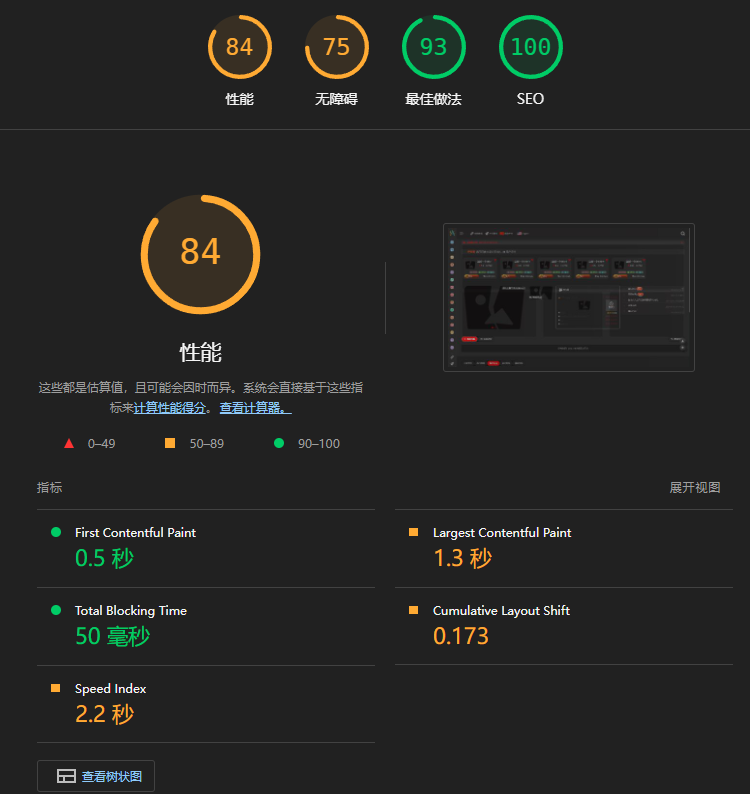 84
75
93
100
性能
无障碍
最佳做法
SEO
84
性能
这些都是估算值，且可能会因时而异。系统会直接基于这些指
标来计算性能得分。查看计算器。
0–49
50–89
90–100
指标
展开视图
First Contentful Paint
0.5 秒
Largest Contentful Paint
1.3 秒
Total Blocking Time
50 毫秒
Cumulative Layout Shift
0.173
Speed Index
2.2 秒
查看树状图